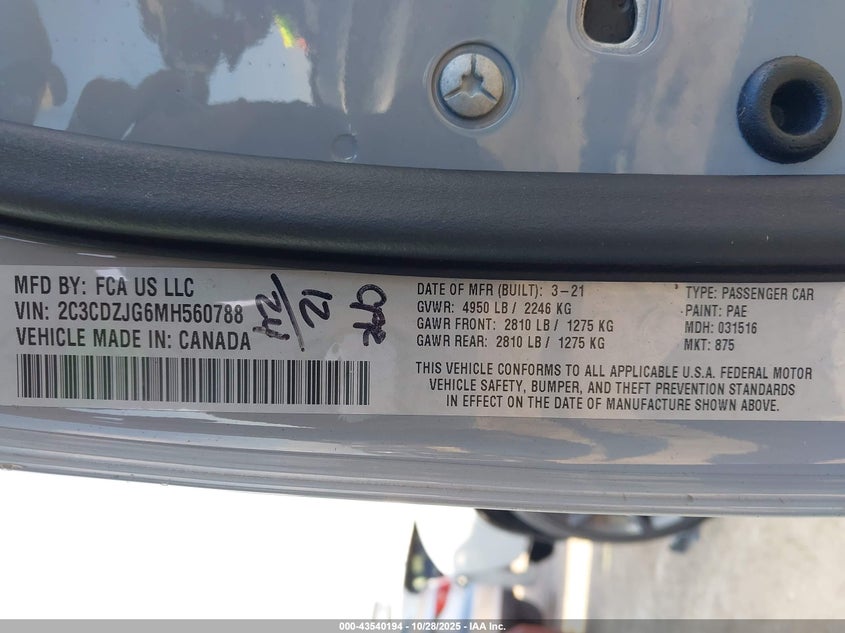 MFD BY: FCA US LLC
VIN: 2C3CDZJG6MH560788
VEHICLE MADE IN: CANADA
12/24
DATE OF MFR (BUILT): 3-21
GVWR: 4950 LB / 2246 KG
GAWR FRONT: 2810 LB / 1275 KG
GAWR REAR: 2810 LB / 1275 KG
TYPE: PASSENGER CAR
PAINT: PAE
MDH: 031516
MKT: 875
THIS VEHICLE CONFORMS TO ALL APPLICABLE U.S.A. FEDERAL MOTOR
VEHICLE SAFETY, BUMPER, AND THEFT PREVENTION STANDARDS
IN EFFECT ON THE DATE OF MANUFACTURE SHOWN ABOVE.
000-43540194 - 10/28/2025 - IAA Inc.